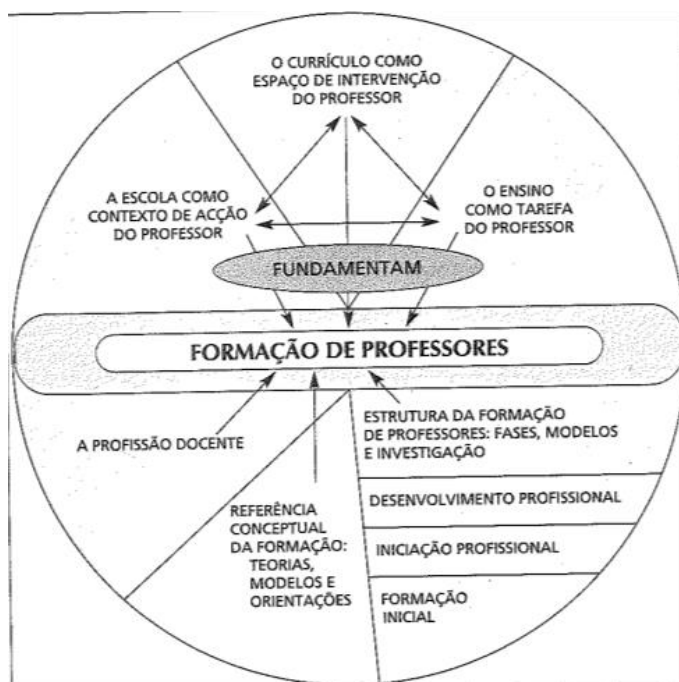 O CURRÍCULO COMO
ESPAÇO DE INTERVENÇÃO
DO PROFESSOR
A ESCOLA COMO
CONTEXTO DE ACÇÃO
DO PROFESSOR
O ENSINO
COMO TAREFA
DO PROFESSOR
FUNDAMENTAM
FORMAÇÃO DE PROFESSORES
A PROFISSÃO DOCENTE
REFERÊNCIA
CONCEPTUAL
DA FORMAÇÃO:
TEORIAS,
MODELOS E
ORIENTAÇÕES
ESTRUTURA DA FORMAÇÃO
DE PROFESSORES: FASES, MODELOS
E INVESTIGAÇÃO
DESENVOLVIMENTO PROFISSIONAL
INICIAÇÃO PROFISSIONAL
FORMAÇÃO
INICIAL